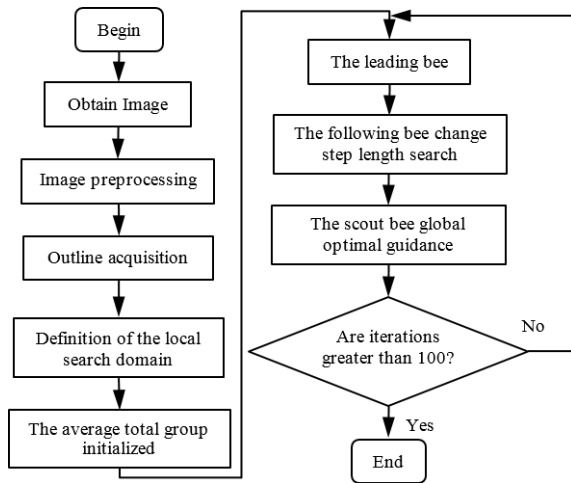 Begin
Obtain Image
Image preprocessing
Outline acquisition
Definition of the local
search domain
The average total group
initialized
The leading bee
The following bee change
step length search
The scout bee global
optimal guidance
Are iterations
greater than 100?
No
Yes
End